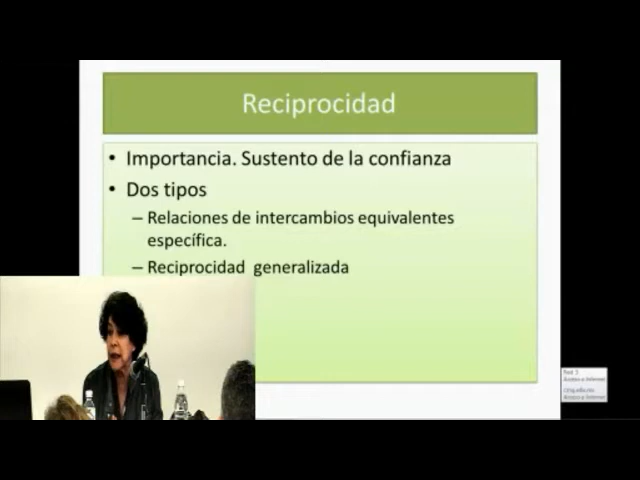 Reciprocidad
• Importancia. Sustento de la confianza
• Dos tipos
– Relaciones de intercambios equivalentes
específica.
– Reciprocidad generalizada